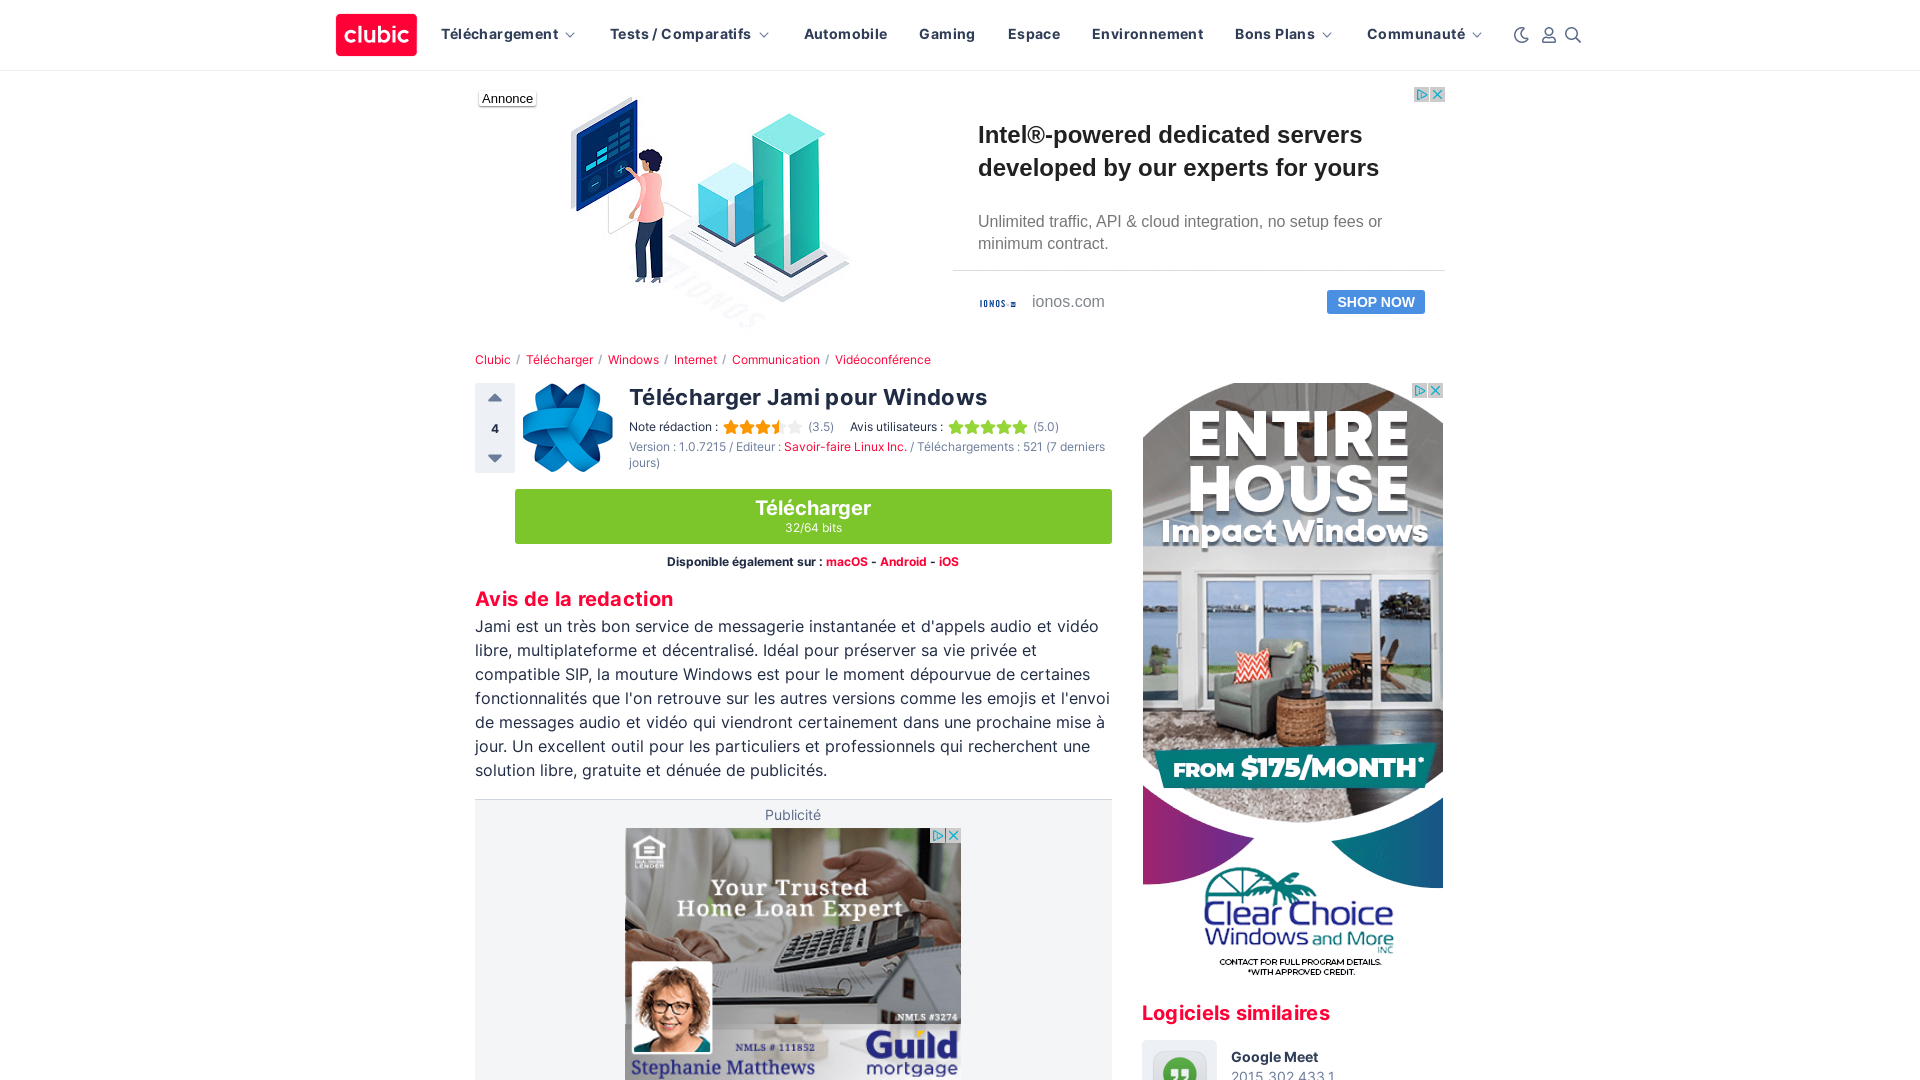 clubic
Téléchargement
Tests / Comparatifs
Automobile
Gaming
Espace
Environnement
Bons Plans
Communauté
Annonce
Intel®-powered dedicated servers
developed by our experts for yours
Unlimited traffic, API & cloud integration, no setup fees or
minimum contract.
IONOS
IONOS
ionos.com
SHOP NOW
Clubic / Télécharger / Windows / Internet / Communication / Vidéoconférence
4
Télécharger Jami pour Windows
Note rédaction : (3.5) Avis utilisateurs : (5.0)
Version : 1.0.7215 / Editeur : Savoir-faire Linux Inc. / Téléchargements : 521 (7 derniers
jours)
Télécharger
32/64 bits
Disponible également sur : macOS - Android - iOS
Avis de la redaction
Jami est un très bon service de messagerie instantanée et d'appels audio et vidéo
libre, multiplateforme et décentralisé. Idéal pour préserver sa vie privée et
compatible SIP, la mouture Windows est pour le moment dépourvue de certaines
fonctionnalités que l'on retrouve sur les autres versions comme les emojis et l'envoi
de messages audio et vidéo qui viendront certainement dans une prochaine mise à
jour. Un excellent outil pour les particuliers et professionnels qui recherchent une
solution libre, gratuite et dénuée de publicités.
Publicité
Your Trusted
Home Loan Expert
NMLS #3274
NMLS # 111852
Stephanie Matthews
Guild
mortgage
ENTIRE
HOUSE
Impact Windows
FROM $175/MONTH*
Clear Choice
Windows and More
INC
CONTACT FOR FULL PROGRAM DETAILS.
*WITH APPROVED CREDIT.
Logiciels similaires
Google Meet
2015.302.433.1